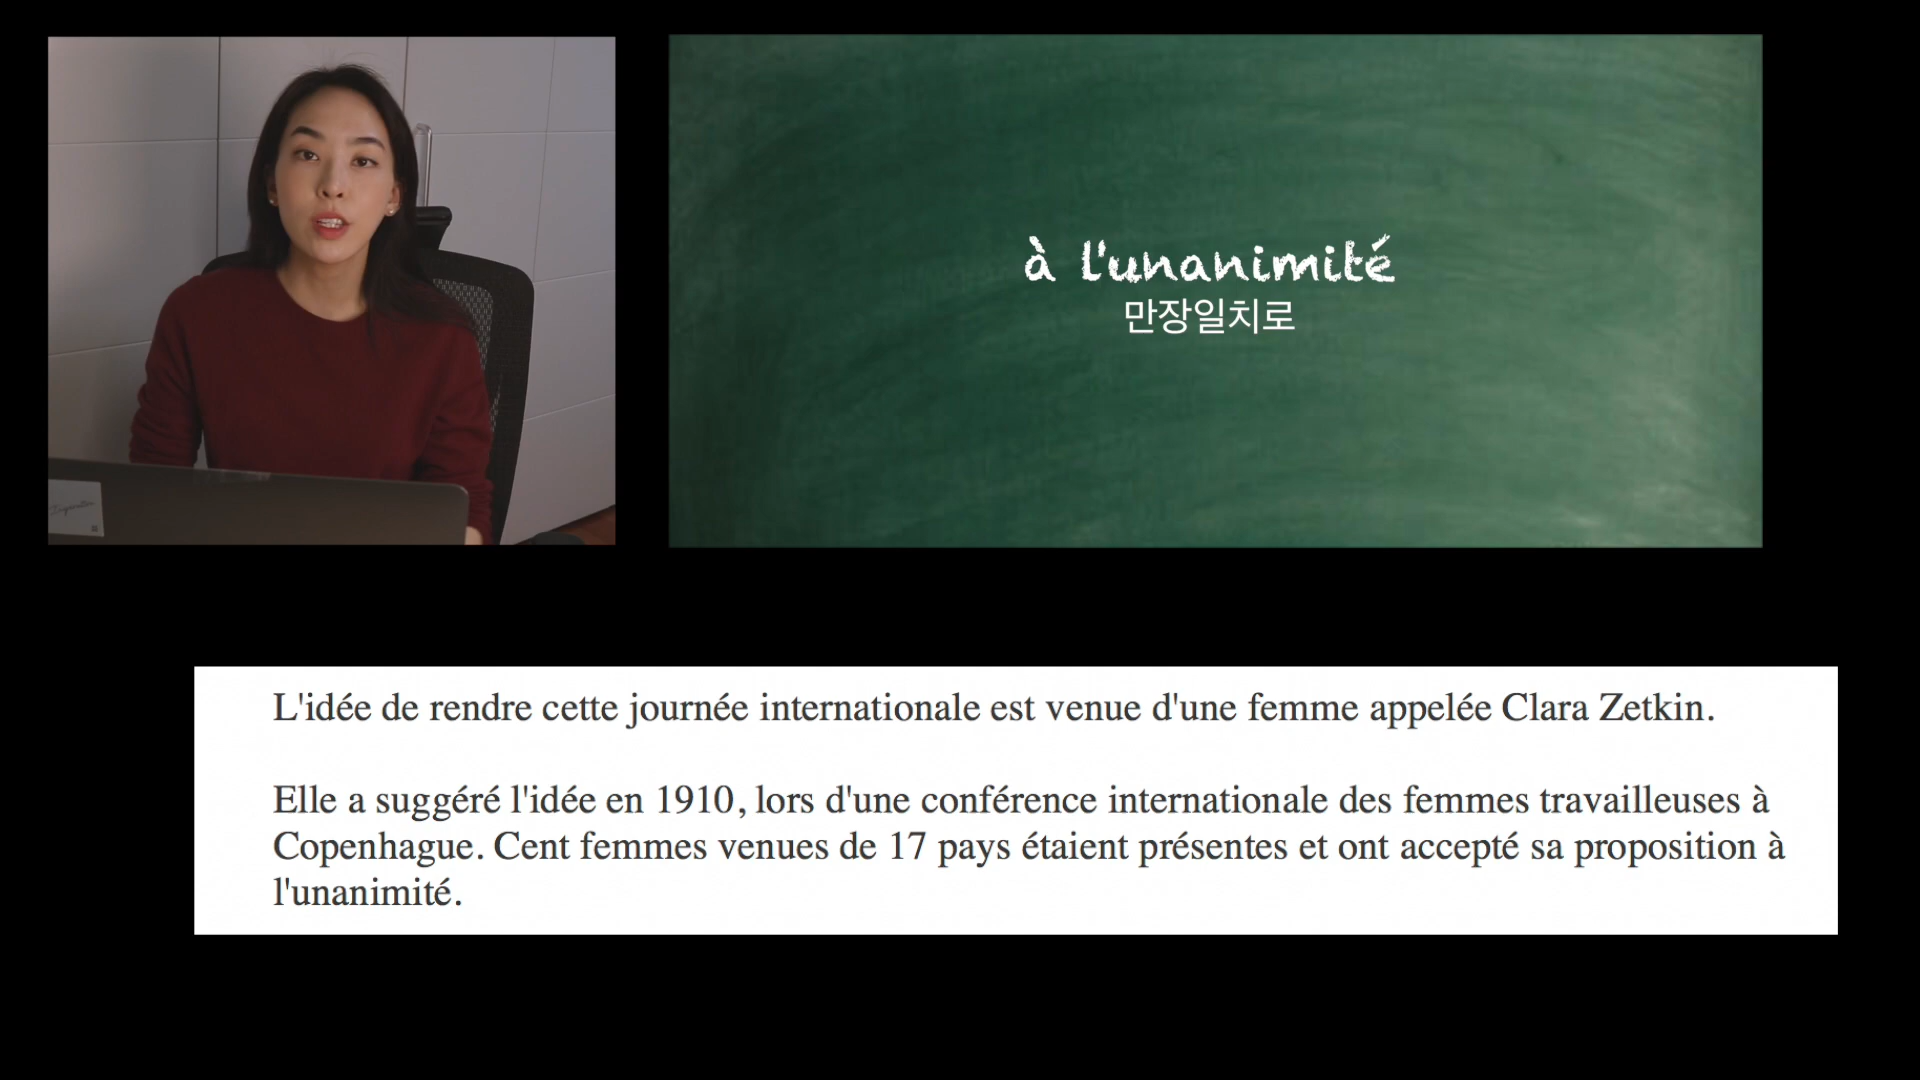 à l'unanimité
만장일치로
L'idée de rendre cette journée internationale est venue d'une femme appelée Clara Zetkin.
Elle a suggéré l'idée en 1910, lors d'une conférence internationale des femmes travailleuses à
Copenhague. Cent femmes venues de 17 pays étaient présentes et ont accepté sa proposition à
l'unanimité.